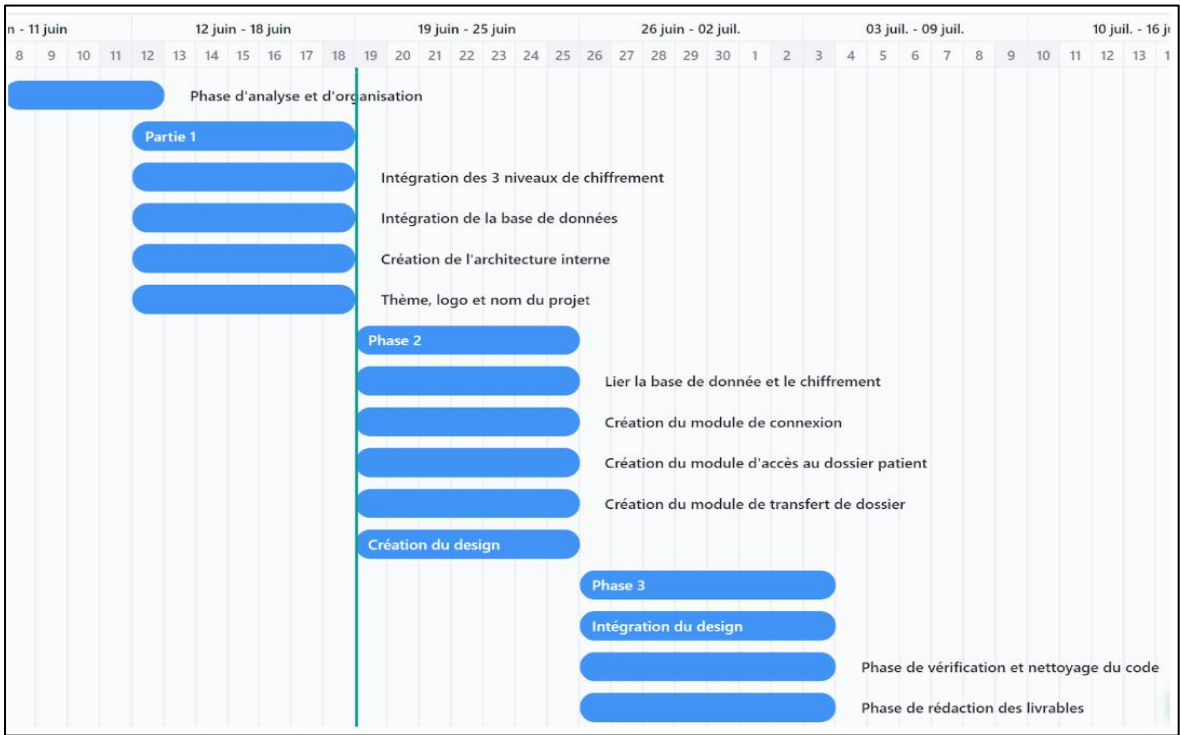 n - 11 juin 12 juin - 18 juin 19 juin - 25 juin 26 juin - 02 juil. 03 juil. - 09 juil. 10 juil. - 16 ju
8 9 10 11 12 13 14 15 16 17 18 19 20 21 22 23 24 25 26 27 28 29 30 1 2 3 4 5 6 7 8 9 10 11 12 13 1
Phase d'analyse et d'organisation
Partie 1
Intégration des 3 niveaux de chiffrement
Intégration de la base de données
Création de l'architecture interne
Thème, logo et nom du projet
Phase 2
Lier la base de donnée et le chiffrement
Création du module de connexion
Création du module d'accès au dossier patient
Création du module de transfert de dossier
Création du design
Phase 3
Intégration du design
Phase de vérification et nettoyage du code
Phase de rédaction des livrables